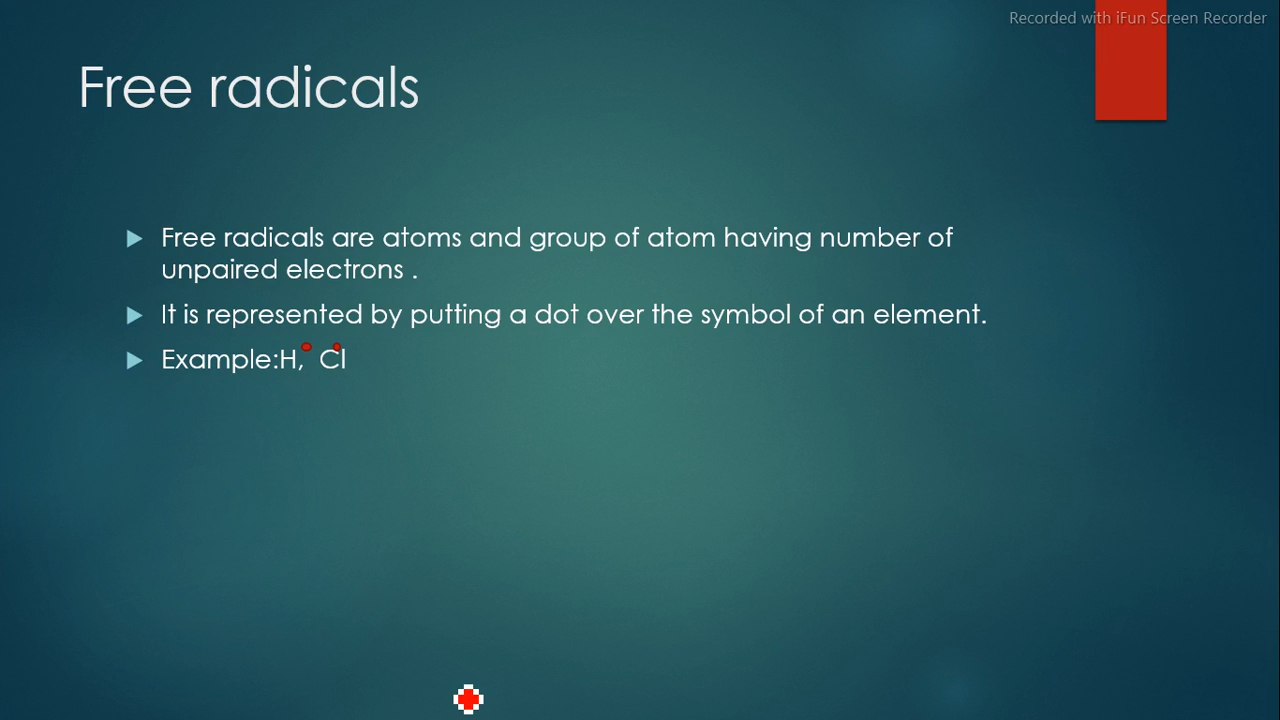 Recorded with iFun Screen Recorder
Free radicals
Free radicals are atoms and group of atom having number of
unpaired electrons .
It is represented by putting a dot over the symbol of an element.
Example:H, Cl